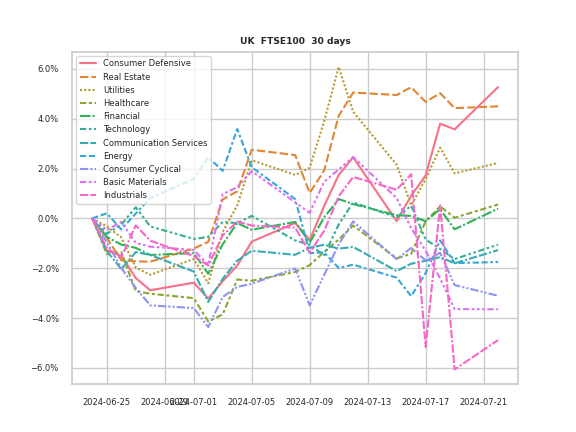 UK FTSE100 30 days
Consumer Defensive
Real Estate
Utilities
Healthcare
Financial
Technology
Communication Services
Energy
Consumer Cyclical
Basic Materials
Industrials
6.0%
4.0%
2.0%
0.0%
−2.0%
−4.0%
−6.0%
2024-06-25
2024-06-29
2024-07-01
2024-07-05
2024-07-09
2024-07-13
2024-07-17
2024-07-21